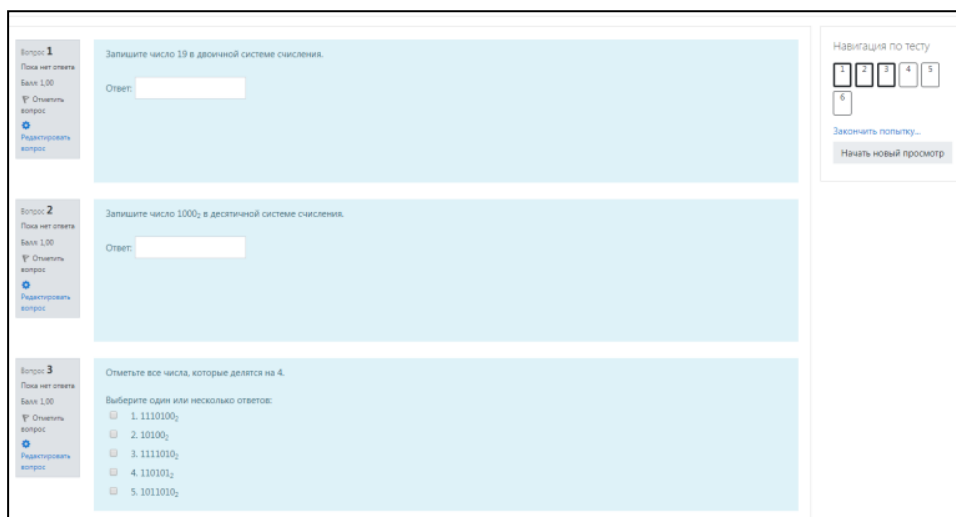 Вопрос 1
Пока нет ответа
Балл: 1,00
Отметить вопрос
Редактировать вопрос
Запишите число 19 в двоичной системе счисления.
Ответ:
Вопрос 2
Пока нет ответа
Балл: 1,00
Отметить вопрос
Редактировать вопрос
Запишите число 1000₂ в десятичной системе счисления.
Ответ:
Вопрос 3
Пока нет ответа
Балл: 1,00
Отметить вопрос
Редактировать вопрос
Отметьте все числа, которые делятся на 4.
Выберите один или несколько ответов:
1. 1110100₂
2. 10100₂
3. 1111010₂
4. 110101₂
5. 1011010₂
Навигация по тесту
1 2 3 4 5
6
Закончить попытку...
Начать новый просмотр